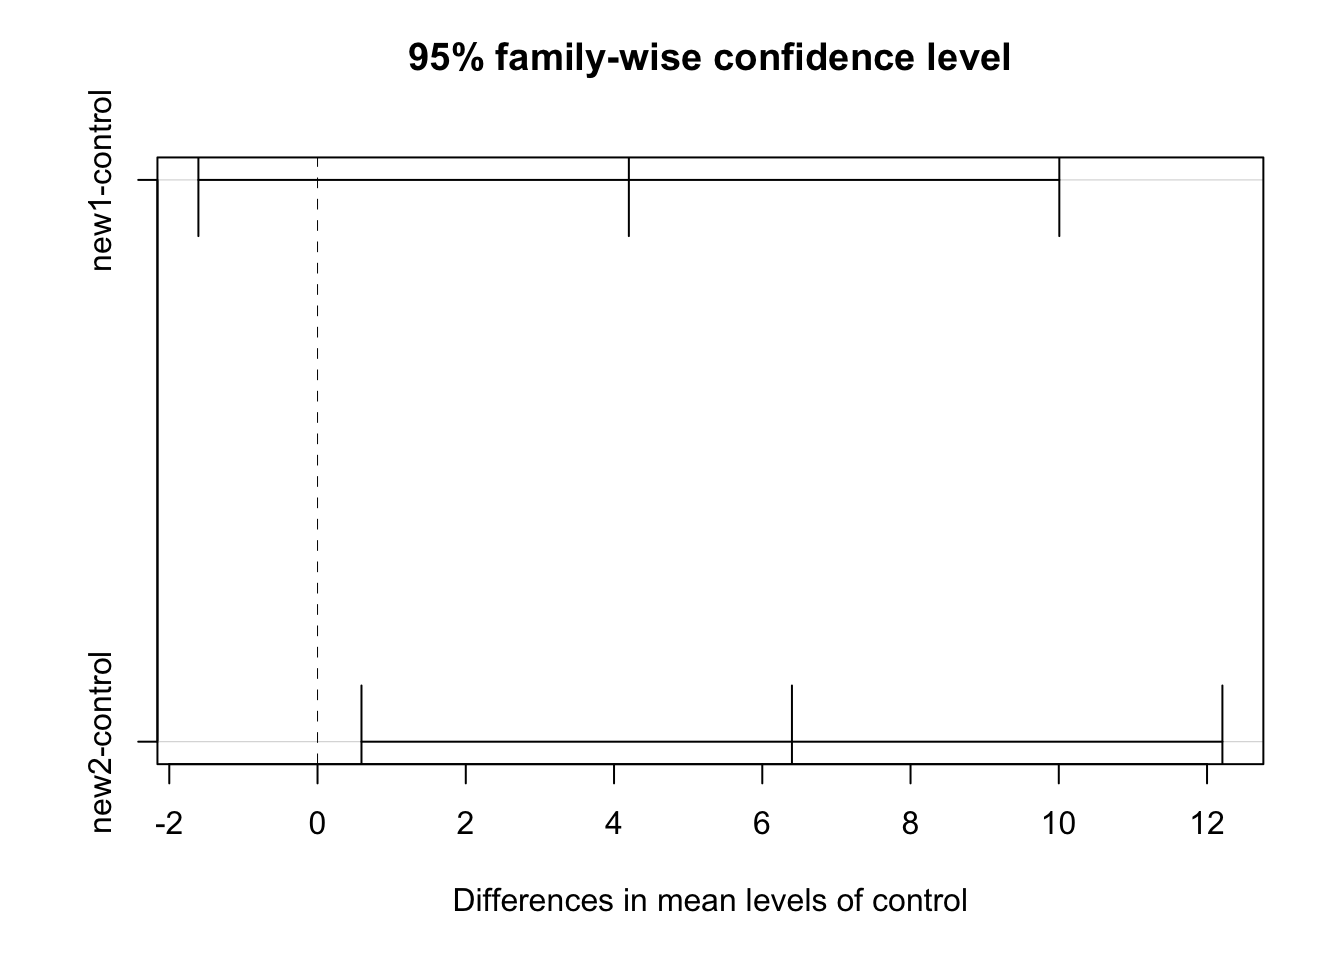 95% family-wise confidence level
new1-control
new2-control
-2 0 2 4 6 8 10 12
Differences in mean levels of control